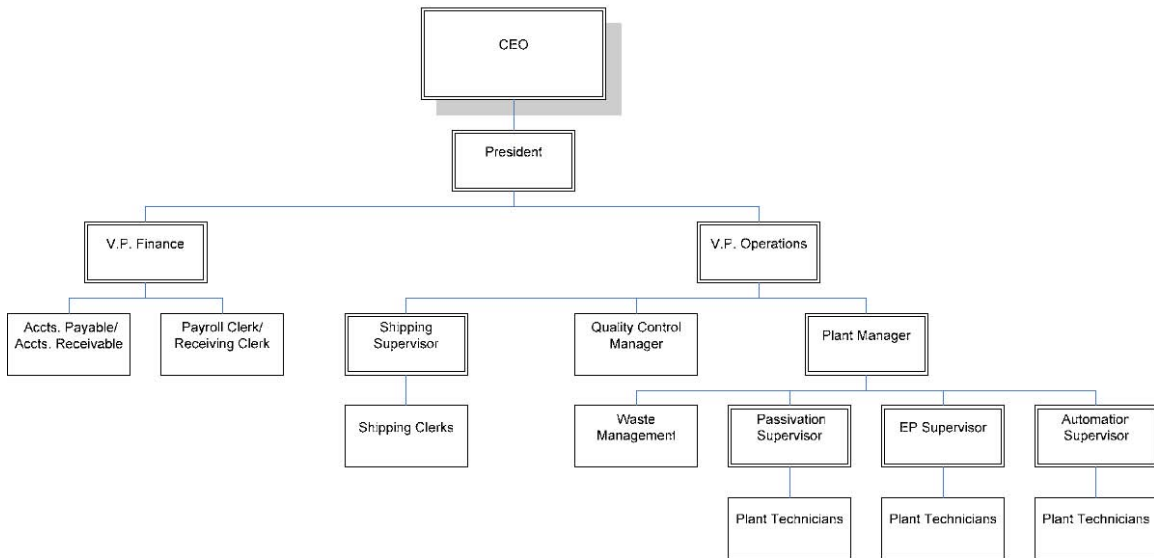 CEO
President
V.P. Finance
V.P. Operations
Accts. Payable/
Accts. Receivable
Payroll Clerk/
Receiving Clerk
Shipping
Supervisor
Quality Control
Manager
Plant Manager
Shipping Clerks
Waste
Management
Passivation
Supervisor
EP Supervisor
Automation
Supervisor
Plant Technicians
Plant Technicians
Plant Technicians